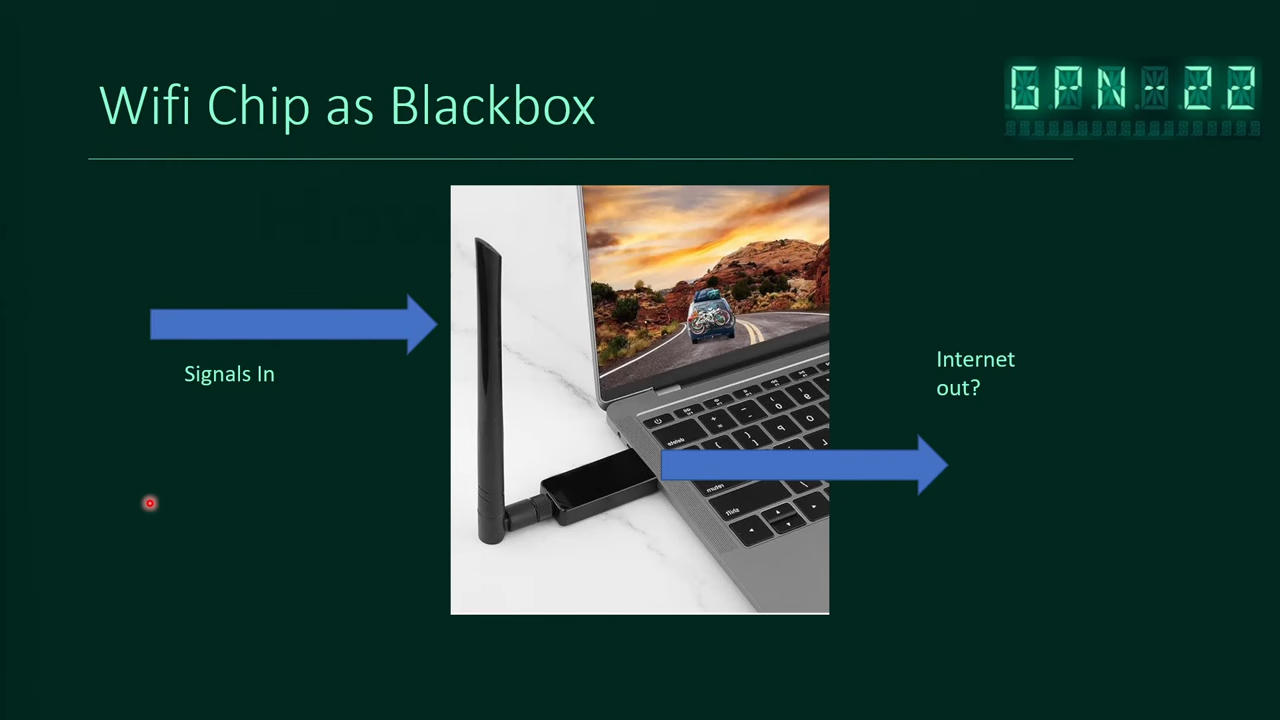 Wifi Chip as Blackbox
GPN-22
Signals In
Internet
out?